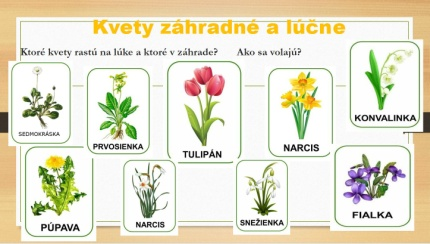 Kvety záhradné a lúčne
Ktoré kvety rastú na lúke a ktoré v záhrade? Ako sa volajú?
SEDMOKRÁSKA
PRVOSIENKA
TULIPÁN
NARCIS
KONVALINKA
PÚPAVA
NARCIS
SNEŽIENKA
FIALKA